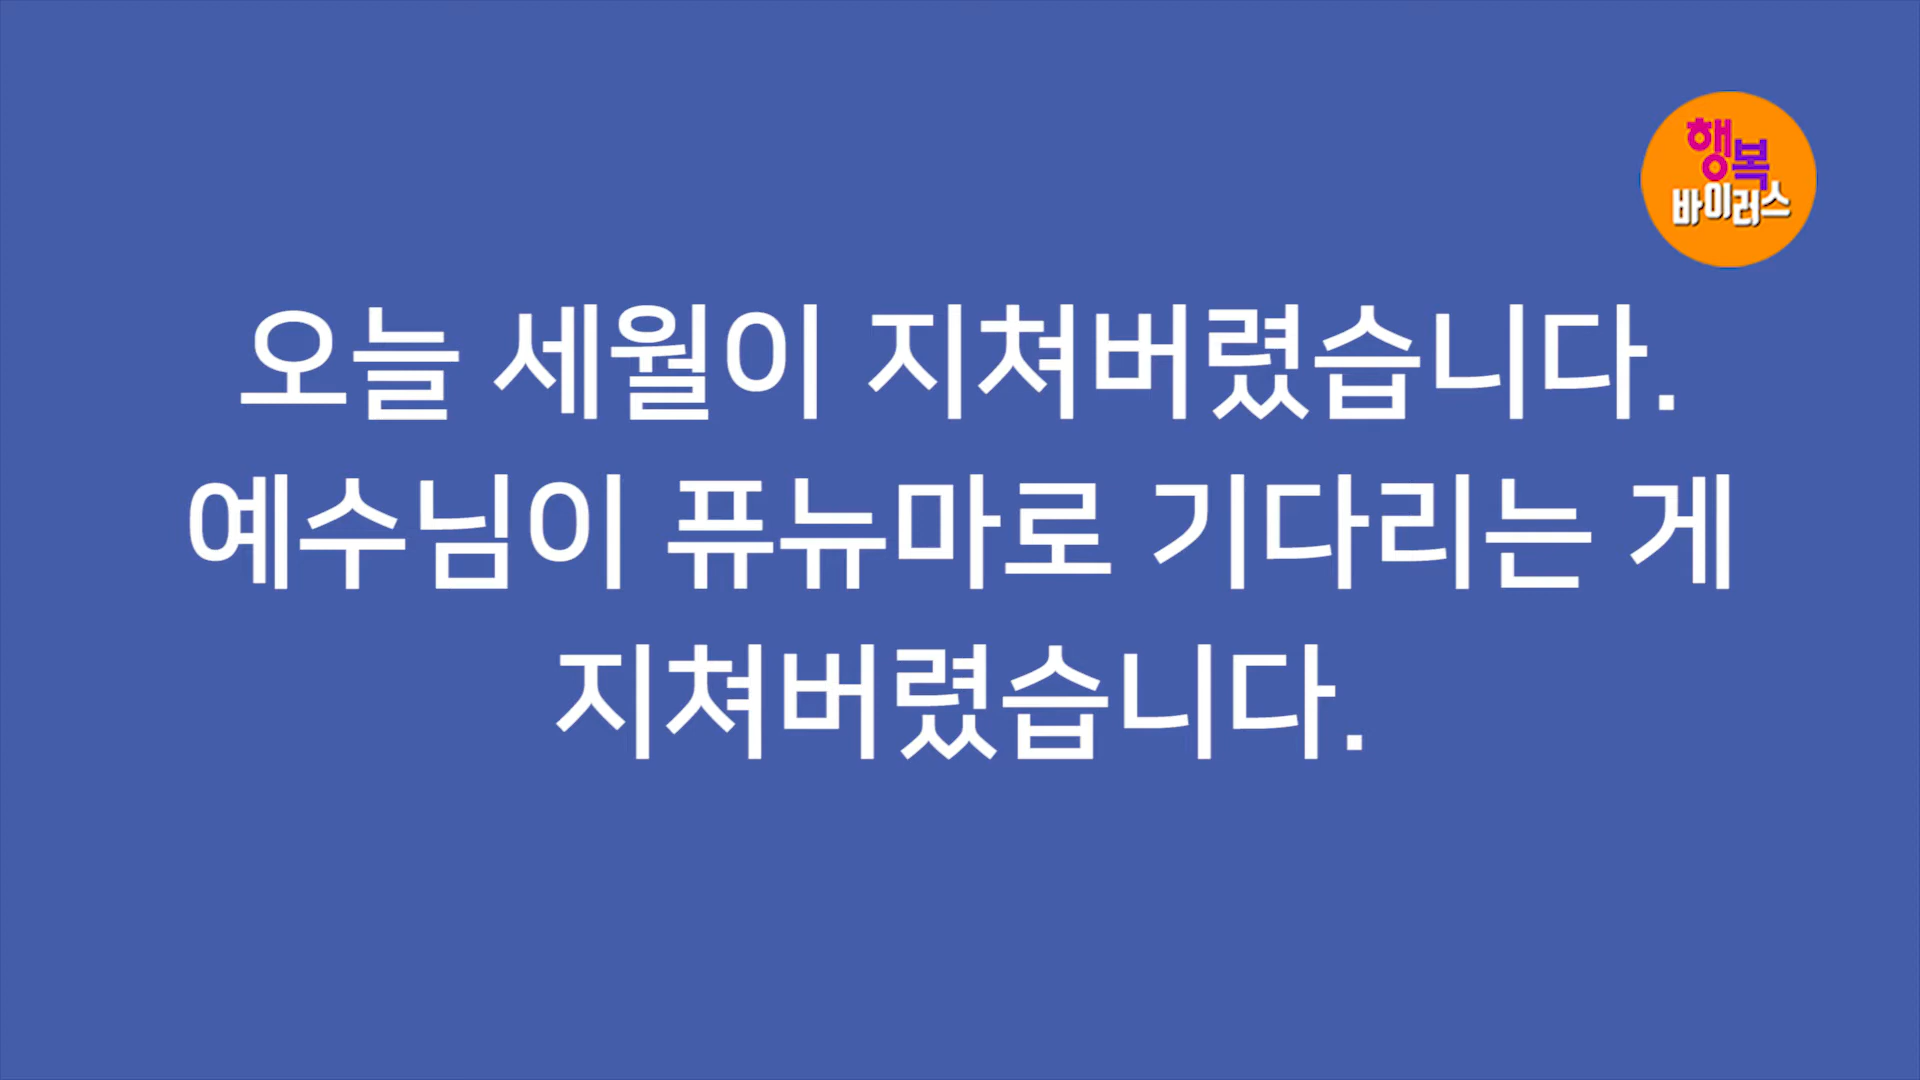 행복
바이러스
오늘 세월이 지쳐버렸습니다.
예수님이 퓨뉴마로 기다리는 게
지쳐버렸습니다.